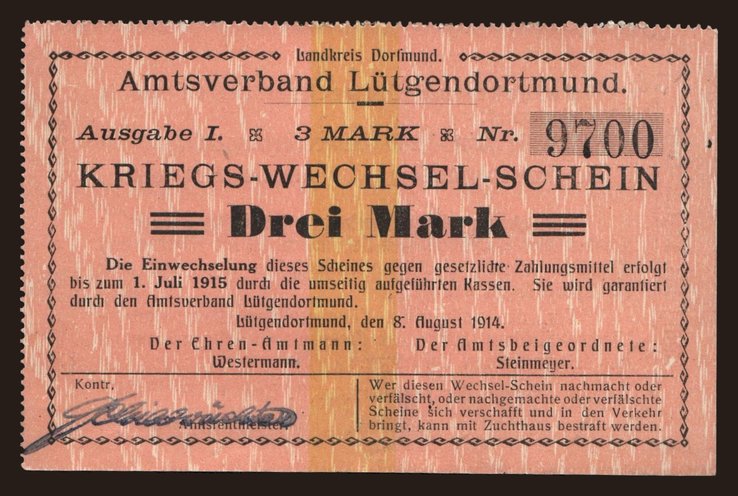 Landkreis Dortmund.
Amtsverband Lütgendortmund.
Ausgabe I. 3 MARK Nr. 9700
KRIEGS-WECHSEL-SCHEIN
Drei Mark
Die Einwechselung dieses Scheines gegen gesetzliche Zahlungsmittel erfolgt
bis zum 1. Juli 1915 durch die umseitig aufgeführten Kassen. Sie wird garantiert
durch den Amtsverband Lütgendortmund.
Lütgendortmund, den 8. August 1914.
Der Ehren-Amtmann: Der Amtsbeigeordnete:
Westermann. Steinmeyer.
Kontr.
Amtsrentmeister.
Wer diesen Wechsel-Schein nachmacht oder
verfälscht, oder nachgemachte oder verfälschte
Scheine sich verschafft und in den Verkehr
bringt, kann mit Zuchthaus bestraft werden.